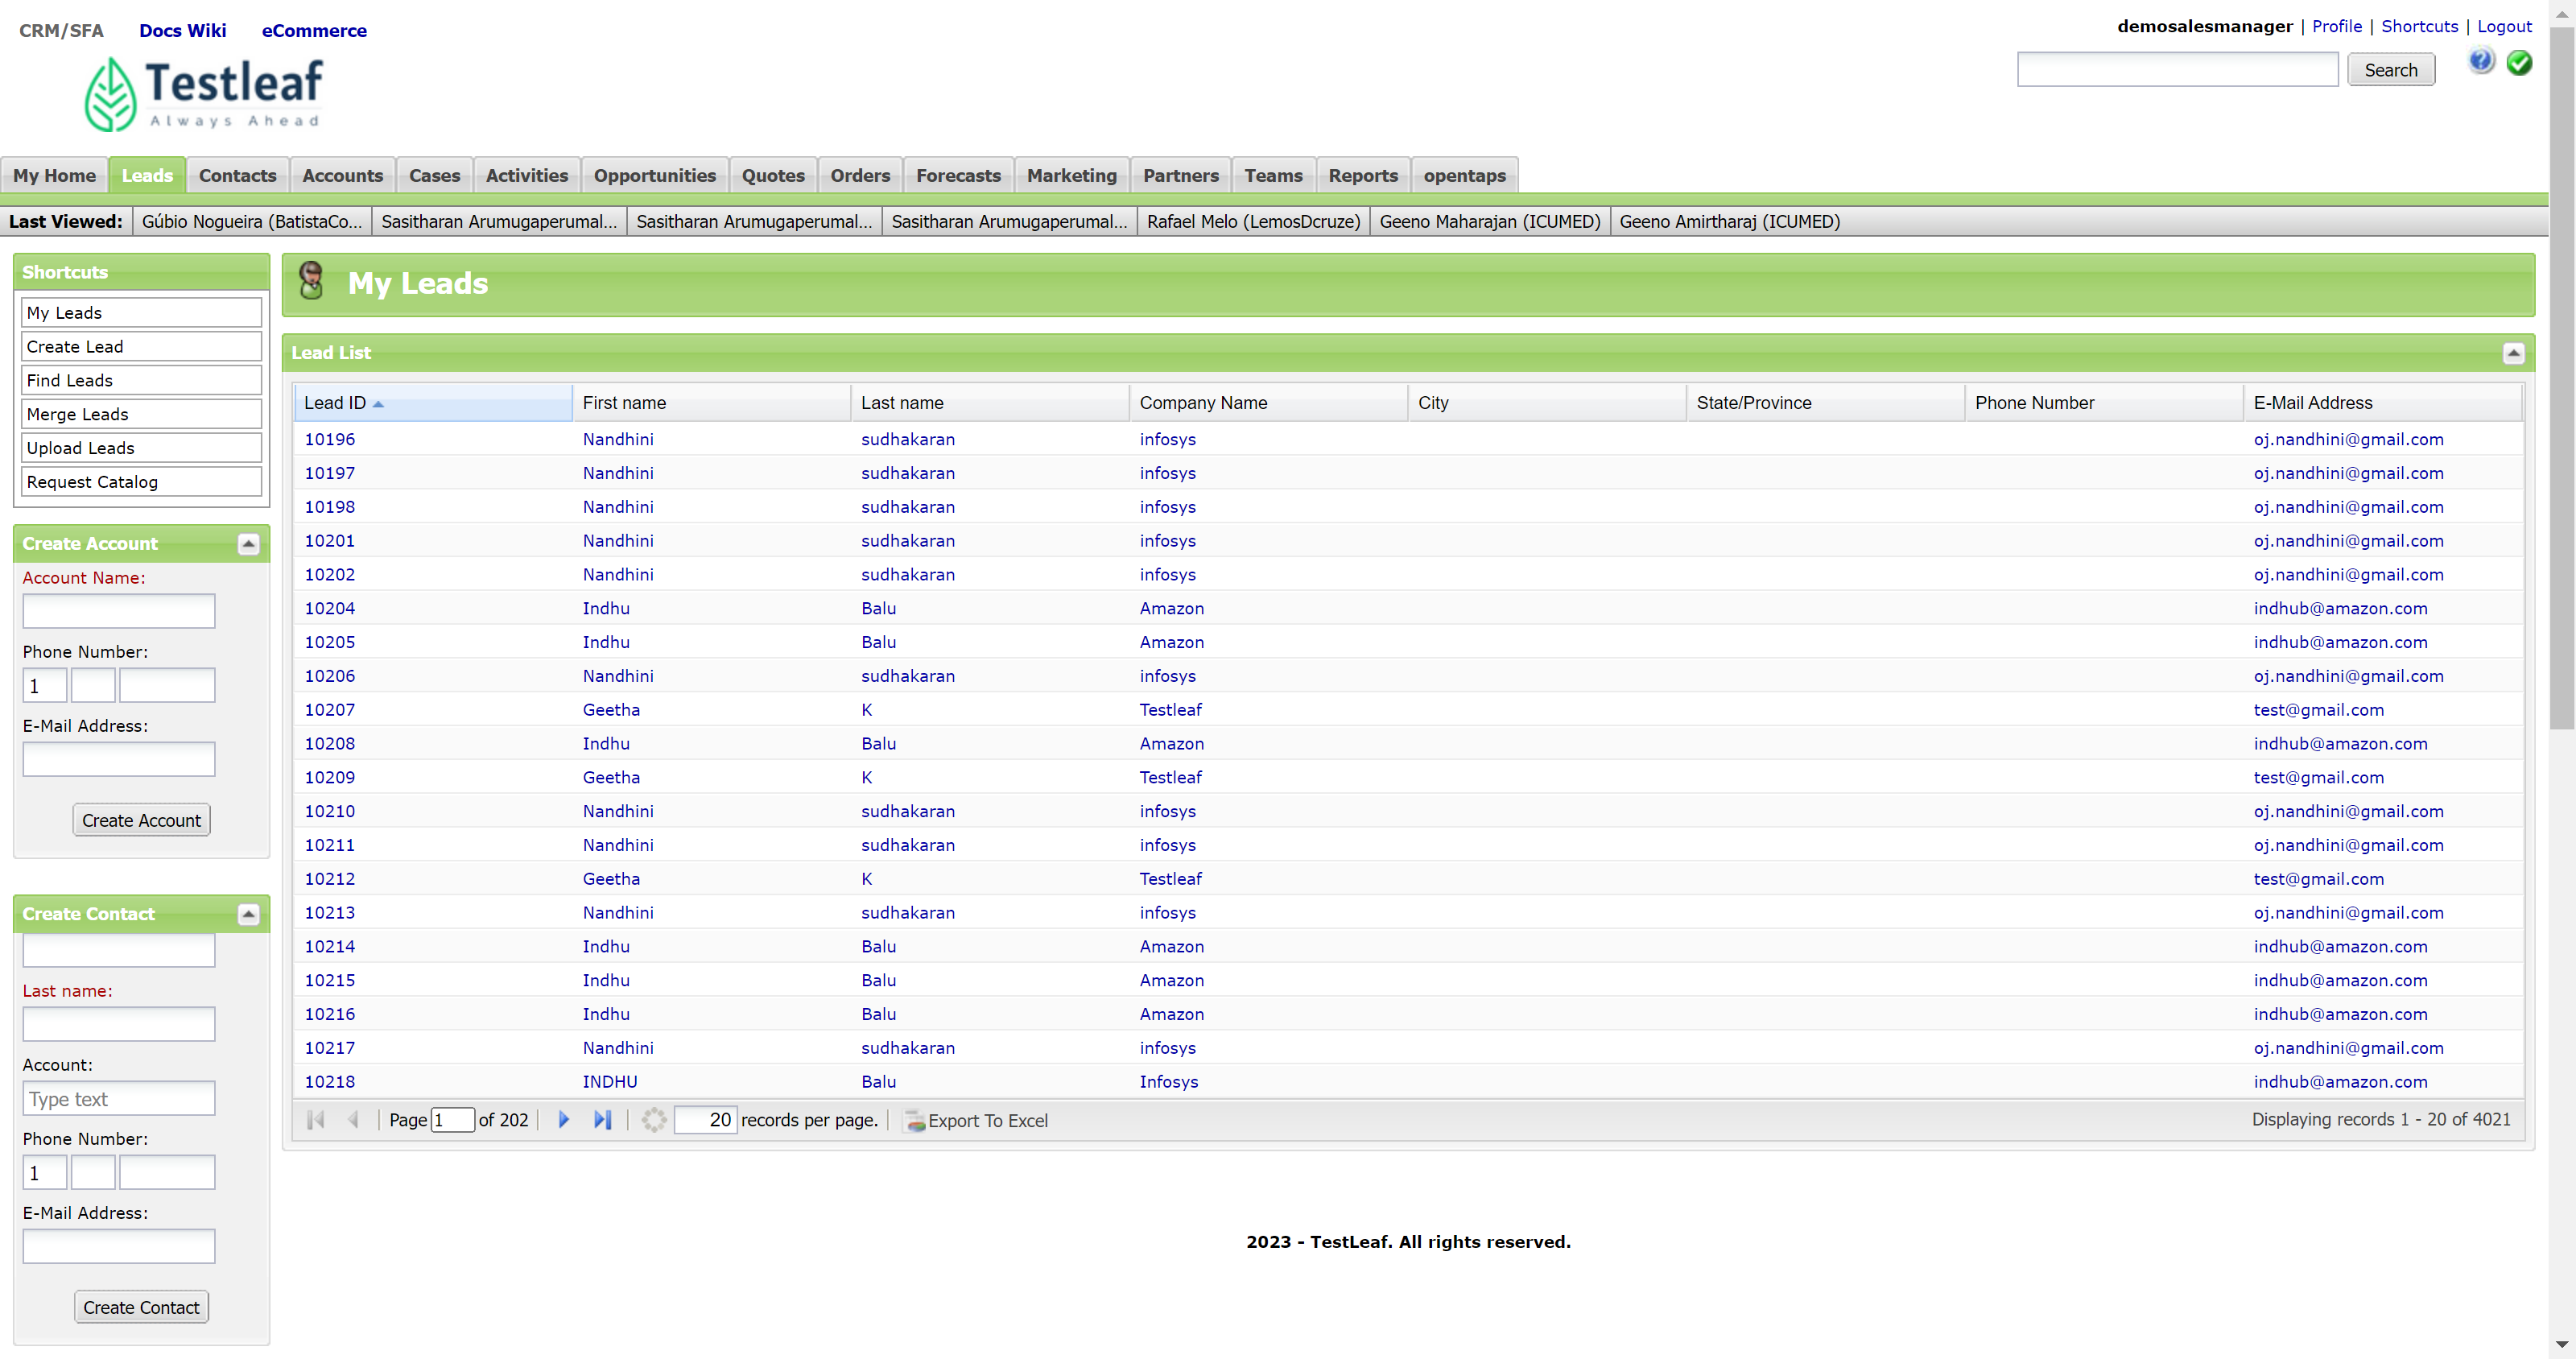 CRM/SFA Docs Wiki eCommerce
demosalesmanager | Profile | Shortcuts | Logout
Search
Testleaf
Always Ahead
My Home Leads Contacts Accounts Cases Activities Opportunities Quotes Orders Forecasts Marketing Partners Teams Reports opentaps
Last Viewed: Gúbio Nogueira (BatistaCo... Sasitharan Arumugaperumal... Sasitharan Arumugaperumal... Sasitharan Arumugaperumal... Rafael Melo (LemosDcruze) Geeno Maharajan (ICUMED) Geeno Amirtharaj (ICUMED)
Shortcuts
My Leads
Create Lead
Find Leads
Merge Leads
Upload Leads
Request Catalog
Create Account
Account Name:
Phone Number:
1
E-Mail Address:
Create Account
Create Contact
Last name:
Account:
Type text
Phone Number:
1
E-Mail Address:
Create Contact
My Leads
Lead List
Lead ID First name Last name Company Name City State/Province Phone Number E-Mail Address
10196 Nandhini sudhakaran infosys oj.nandhini@gmail.com
10197 Nandhini sudhakaran infosys oj.nandhini@gmail.com
10198 Nandhini sudhakaran infosys oj.nandhini@gmail.com
10201 Nandhini sudhakaran infosys oj.nandhini@gmail.com
10202 Nandhini sudhakaran infosys oj.nandhini@gmail.com
10204 Indhu Balu Amazon indhub@amazon.com
10205 Indhu Balu Amazon indhub@amazon.com
10206 Nandhini sudhakaran infosys oj.nandhini@gmail.com
10207 Geetha K Testleaf test@gmail.com
10208 Indhu Balu Amazon indhub@amazon.com
10209 Geetha K Testleaf test@gmail.com
10210 Nandhini sudhakaran infosys oj.nandhini@gmail.com
10211 Nandhini sudhakaran infosys oj.nandhini@gmail.com
10212 Geetha K Testleaf test@gmail.com
10213 Nandhini sudhakaran infosys oj.nandhini@gmail.com
10214 Indhu Balu Amazon indhub@amazon.com
10215 Indhu Balu Amazon indhub@amazon.com
10216 Indhu Balu Amazon indhub@amazon.com
10217 Nandhini sudhakaran infosys oj.nandhini@gmail.com
10218 INDHU Balu Infosys indhub@amazon.com
Page 1 of 202 20 records per page. Export To Excel Displaying records 1 - 20 of 4021
2023 - TestLeaf. All rights reserved.